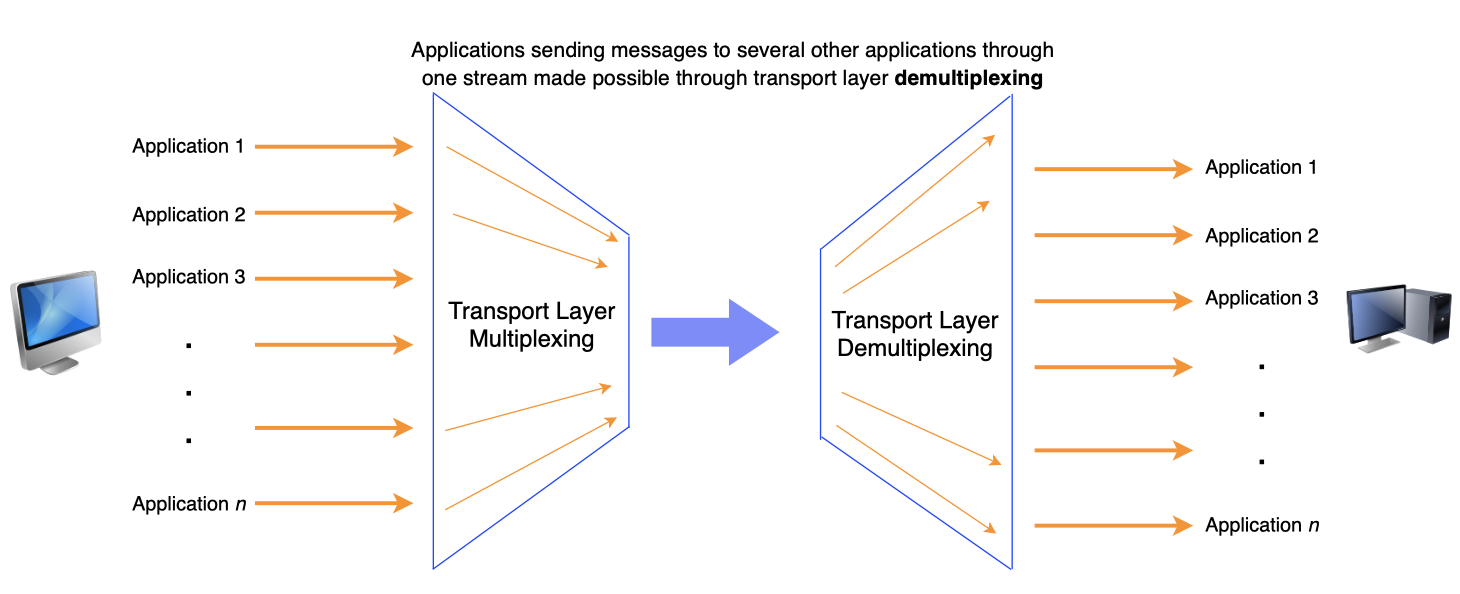 Applications sending messages to several other applications through
one stream made possible through transport layer demultiplexing
Application 1
Application 2
Application 3
.
.
.
Application n
Transport Layer
Multiplexing
Transport Layer
Demultiplexing
Application 1
Application 2
Application 3
.
.
.
Application n